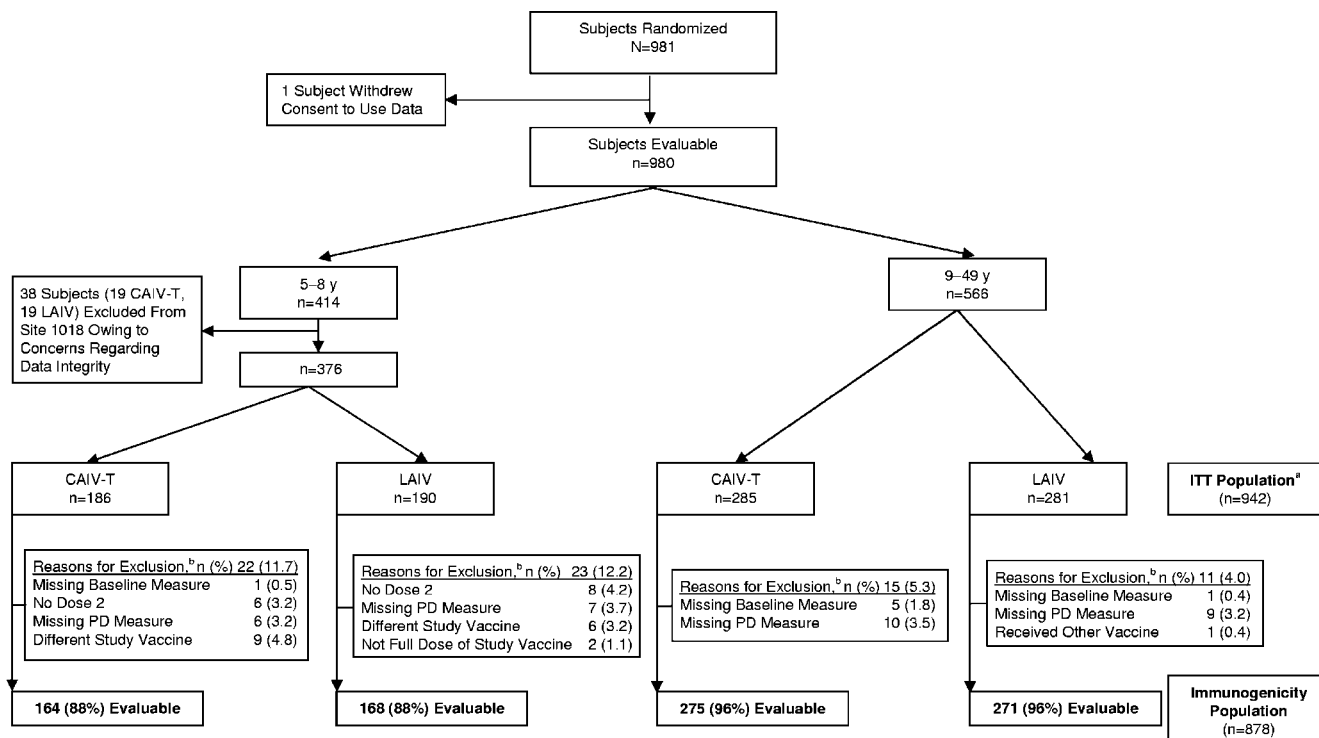 Subjects Randomized
N=981
1 Subject Withdrew
Consent to Use Data
Subjects Evaluable
n=980
5–8 y
n=414
9–49 y
n=566
38 Subjects (19 CAIV-T,
19 LAIV) Excluded From
Site 1018 Owing to
Concerns Regarding
Data Integrity
n=376
CAIV-T
n=186
LAIV
n=190
CAIV-T
n=285
LAIV
n=281
ITT Population^a
(n=942)
Reasons for Exclusion,^b n (%) 22 (11.7)
Missing Baseline Measure 1 (0.5)
No Dose 2 6 (3.2)
Missing PD Measure 6 (3.2)
Different Study Vaccine 9 (4.8)
Reasons for Exclusion,^b n (%) 23 (12.2)
No Dose 2 8 (4.2)
Missing PD Measure 7 (3.7)
Different Study Vaccine 6 (3.2)
Not Full Dose of Study Vaccine 2 (1.1)
Reasons for Exclusion,^b n (%) 15 (5.3)
Missing Baseline Measure 5 (1.8)
Missing PD Measure 10 (3.5)
Reasons for Exclusion,^b n (%) 11 (4.0)
Missing Baseline Measure 1 (0.4)
Missing PD Measure 9 (3.2)
Received Other Vaccine 1 (0.4)
164 (88%) Evaluable
168 (88%) Evaluable
275 (96%) Evaluable
271 (96%) Evaluable
Immunogenicity
Population
(n=878)